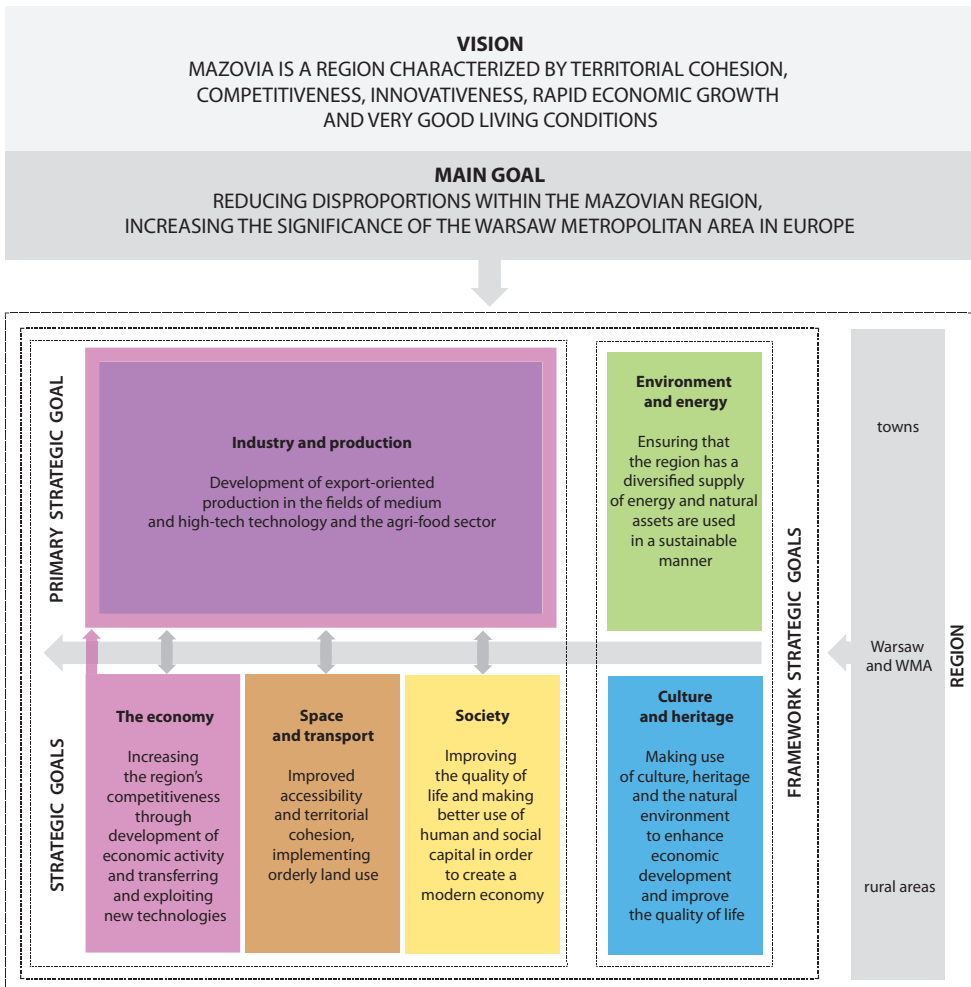 VISION
MAZOVIA IS A REGION CHARACTERIZED BY TERRITORIAL COHESION,
COMPETITIVENESS, INNOVATIVENESS, RAPID ECONOMIC GROWTH
AND VERY GOOD LIVING CONDITIONS
MAIN GOAL
REDUCING DISPROPORTIONS WITHIN THE MAZOVIAN REGION,
INCREASING THE SIGNIFICANCE OF THE WARSAW METROPOLITAN AREA IN EUROPE
PRIMARY STRATEGIC GOAL
Industry and production
Development of export-oriented
production in the fields of medium
and high-tech technology and the agri-food sector
Environment
and energy
Ensuring that
the region has a
diversified supply
of energy and natural
assets are used
in a sustainable
manner
STRATEGIC GOALS
The economy
Increasing
the region's
competitiveness
through
development of
economic activity
and transferring
and exploiting
new technologies
Space
and transport
Improved
accessibility
and territorial
cohesion,
implementing
orderly land use
Society
Improving
the quality of
life and making
better use of
human and social
capital in order
to create a
modern economy
Culture
and heritage
Making use
of culture, heritage
and the natural
environment
to enhance
economic
development
and improve
the quality of life
FRAMEWORK STRATEGIC GOALS
towns
Warsaw
and WMA
rural areas
REGION